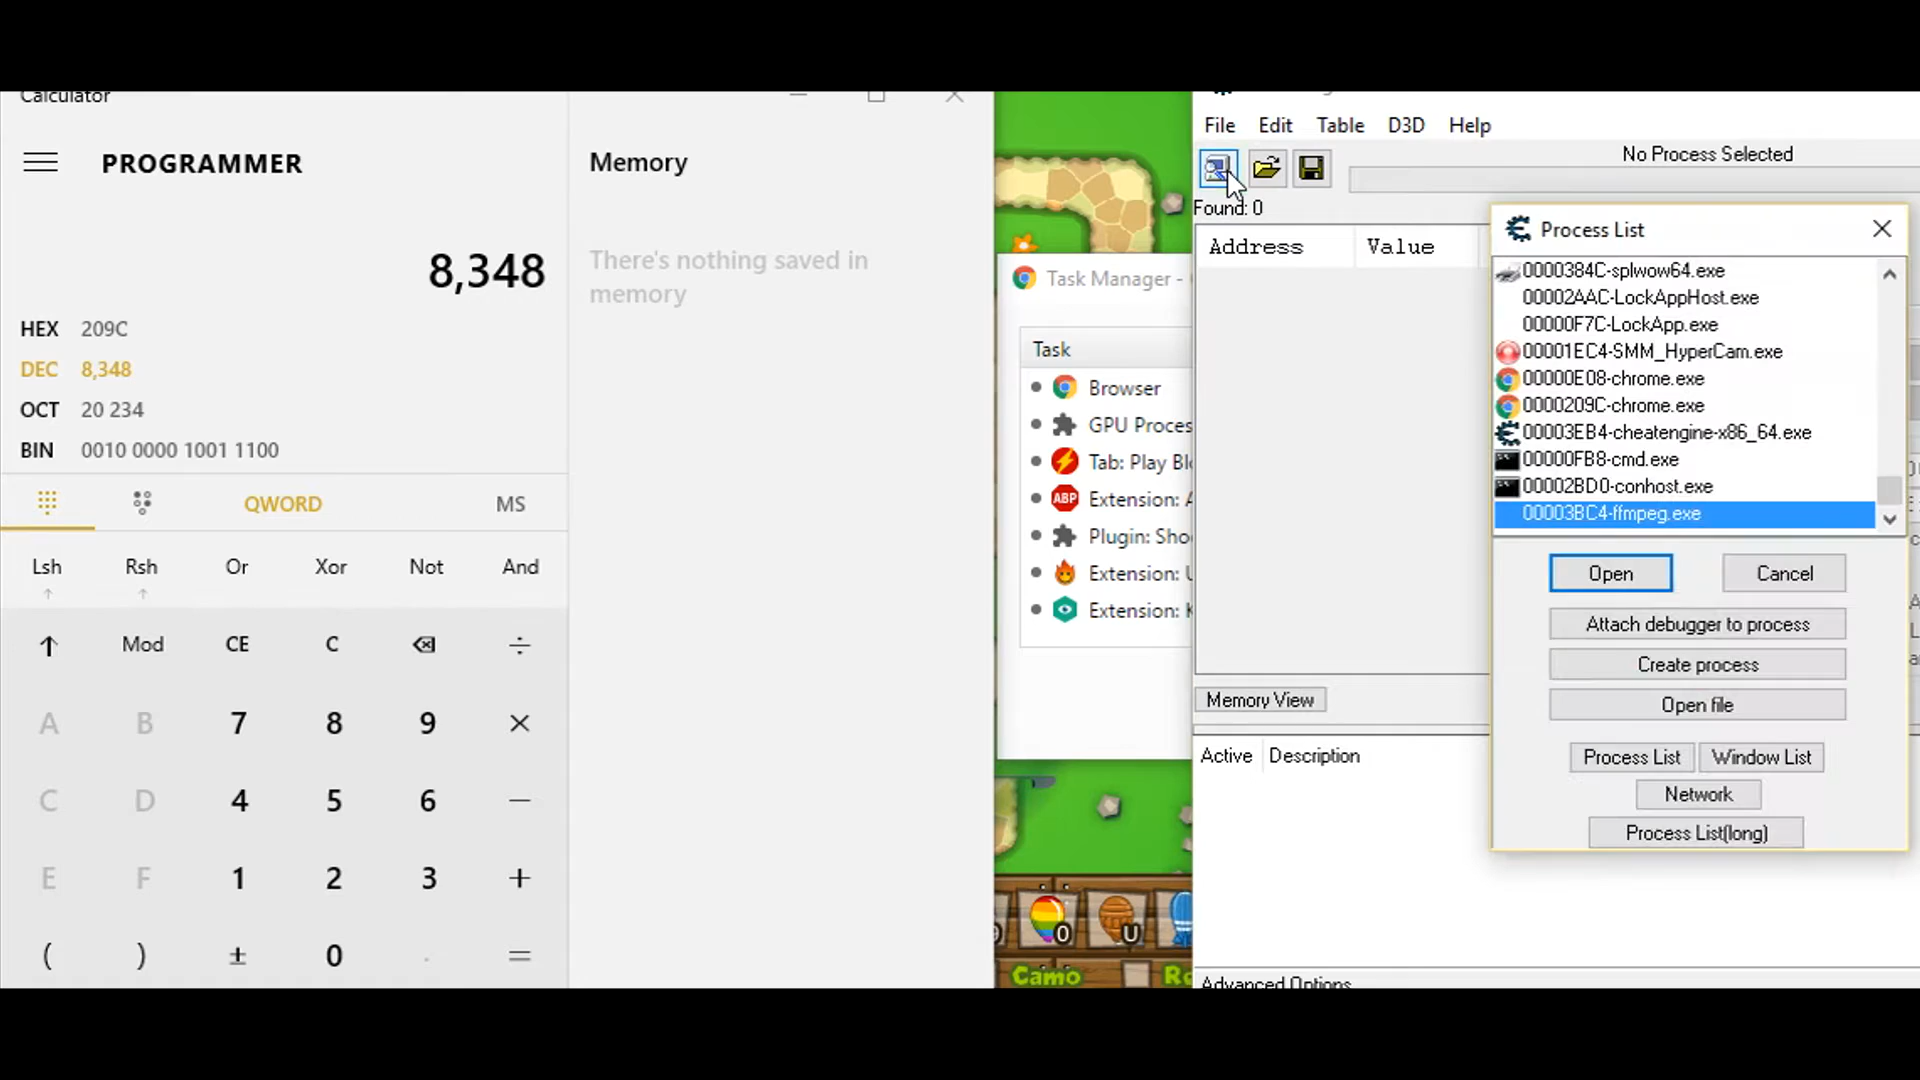 Calculator
PROGRAMMER
8,348
HEX 209C
DEC 8,348
OCT 20 234
BIN 0010 0000 1001 1100
QWORD MS
Lsh Rsh Or Xor Not And
Mod CE C ÷
A B 7 8 9 ×
C D 4 5 6 −
E F 1 2 3 +
( ) ± 0 . =
Memory
There's nothing saved in
memory
Task Manager -
Task
Browser
GPU Proces
Tab: Play Bl
ABP Extension: A
Plugin: Sho
Extension: U
Extension: K
0 U
Camo
File Edit Table D3D Help
No Process Selected
Found: 0
Address Value
Memory View
Active Description
Advanced Options
Process List
0000384C-splwow64.exe
00002AAC-LockAppHost.exe
00000F7C-LockApp.exe
00001EC4-SMM_HyperCam.exe
00000E08-chrome.exe
0000209C-chrome.exe
00003EB4-cheatengine-x86_64.exe
00000FB8-cmd.exe
00002BD0-conhost.exe
00003BC4-ffmpeg.exe
Open Cancel
Attach debugger to process
Create process
Open file
Process List Window List
Network
Process List(long)